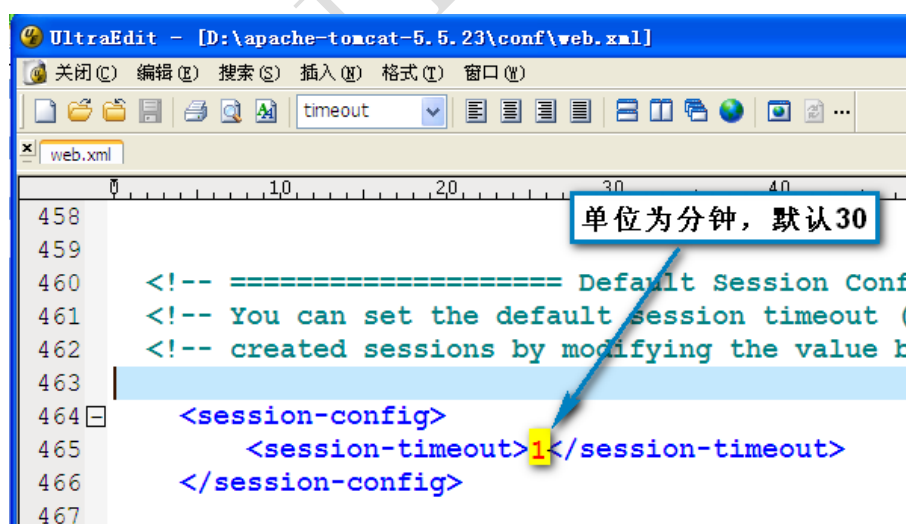 UltraEdit - [D:\apache-tomcat-5.5.23\conf\web.xml]
关闭(C) 编辑(E) 搜索(S) 插入(N) 格式(T) 窗口(W)
timeout
web.xml
0 10 20 30 40
单位为分钟，默认30
458
459
460 <!-- ==================== Default Session Conf
461 <!-- You can set the default session timeout (
462 <!-- created sessions by modifying the value b
463
464 <session-config>
465 <session-timeout>1</session-timeout>
466 </session-config>
467